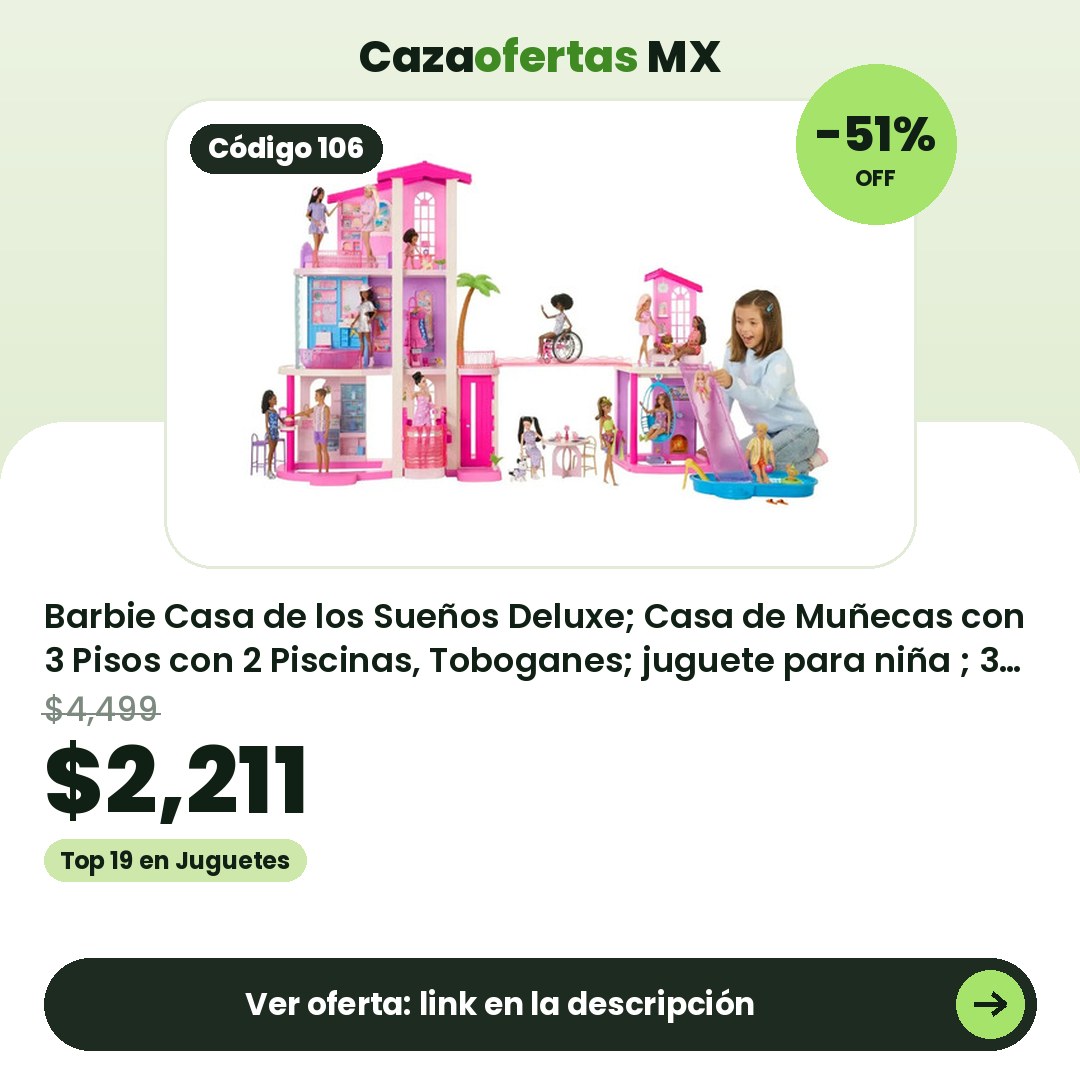 Cazaofertas MX
Código 106
-51%
OFF
Barbie Casa de los Sueños Deluxe; Casa de Muñecas con
3 Pisos con 2 Piscinas, Toboganes; juguete para niña ; 3...
$4,499
$2,211
Top 19 en Juguetes
Ver oferta: link en la descripción